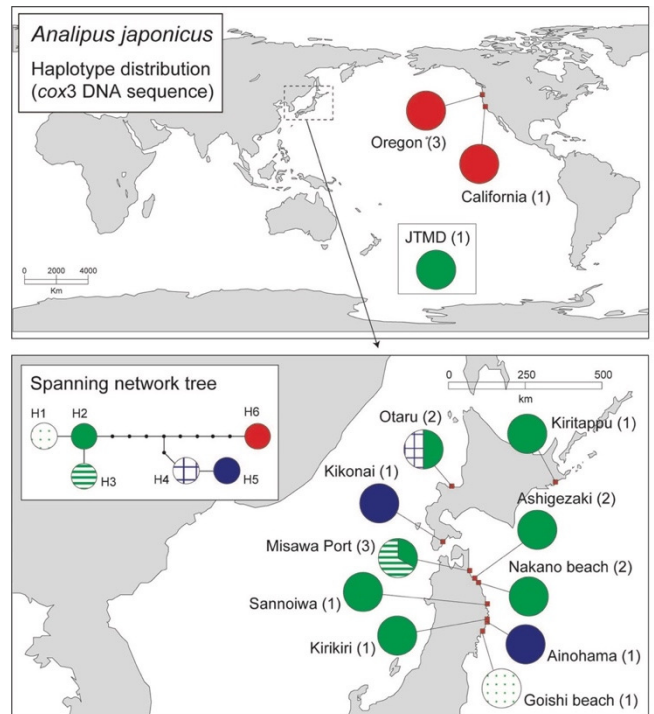 Analipus japonicus
Haplotype distribution
(cox3 DNA sequence)
Oregon (3)
California (1)
JTMD (1)
0 2000 4000
Km
Spanning network tree
H1 H2 H6
H3 H4 H5
0 250 500
km
Otaru (2)
Kiritappu (1)
Kikonai (1)
Ashigezaki (2)
Misawa Port (3)
Nakano beach (2)
Sannoiwa
(1)
Kirikiri (1)
Ainohama (1)
Goishi beach (1)